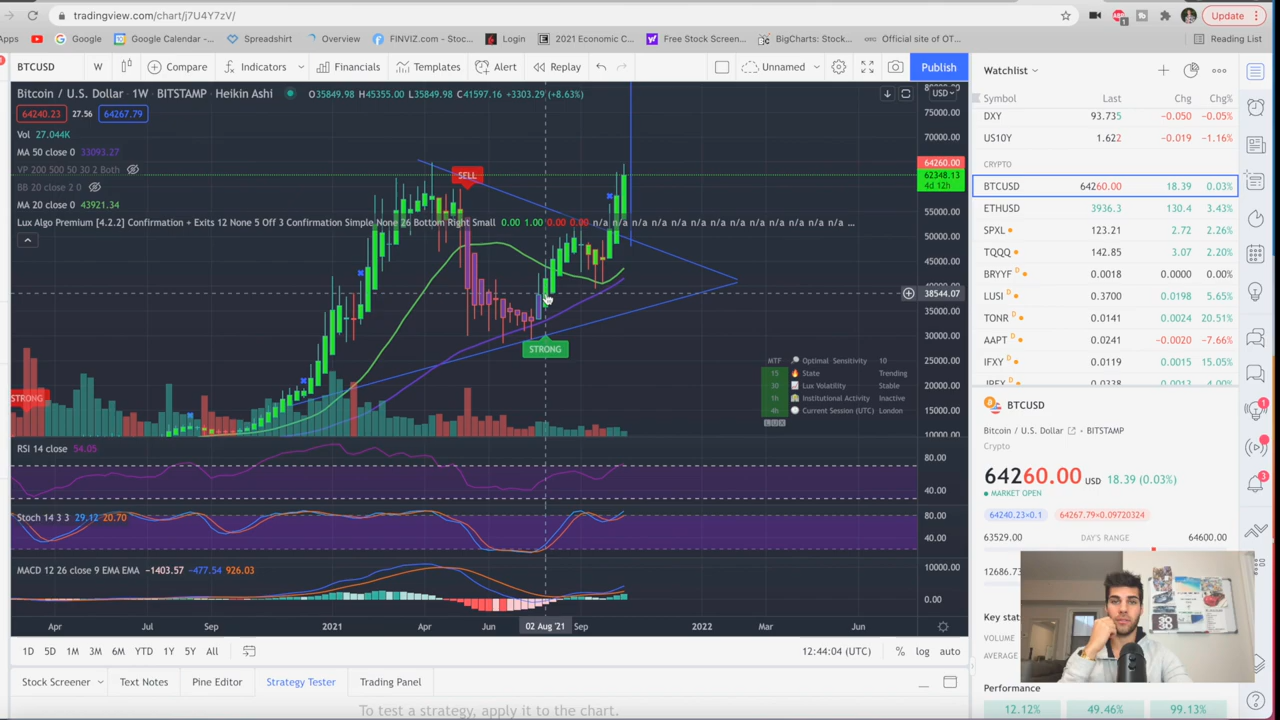 tradingview.com/chart/j7U4Y7zV/
Update
Apps
Google
Google Calendar -...
Spreadshirt
Overview
FINVIZ.com - Stoc...
Login
2021 Economic C...
Free Stock Screen...
BigCharts: Stock...
Official site of OT...
Reading List
BTCUSD
W
Compare
Indicators
Financials
Templates
Alert
Replay
Unnamed
Publish
Bitcoin / U.S. Dollar · 1W · BITSTAMP · Heikin Ashi
O35849.98 H45355.00 L35849.98 C41597.16 +3303.29 (+8.63%)
64240.23 27.56 64267.79
Vol 27.044K
MA 50 close 0 33093.27
VP 200 500 50 30 2 Both
BB 20 close 2 0
MA 20 close 0 43921.34
Lux Algo Premium [4.2.2] Confirmation + Exits 12 None 5 Off 3 Confirmation Simple None 26 Bottom Right Small 0.00 1.00 0.00 0.00 n/a n/a n/a n/a n/a n/a n/a n/a n/a n/a n/a n/a n/a ...
SELL
STRONG
STRONG
USD
80000.00
75000.00
70000.00
64260.00
62348.13
4d 12h
55000.00
50000.00
45000.00
38544.07
35000.00
30000.00
25000.00
20000.00
15000.00
10000.00
MTF Optimal Sensitivity 10
15 State Trending
30 Lux Volatility Stable
1h Institutional Activity Inactive
4h Current Session (UTC) London
LUX
RSI 14 close 54.05
80.00
40.00
Stoch 14 3 3 29.12 20.70
80.00
40.00
MACD 12 26 close 9 EMA EMA −1403.57 −477.54 926.03
10000.00
0.00
Apr
Jul
Sep
2021
Mar
Jun
02 Aug '21
Sep
2022
Mar
Jun
1D 5D 1M 3M 6M YTD 1Y 5Y All
12:44:04 (UTC)
% log auto
Stock Screener
Text Notes
Pine Editor
Strategy Tester
Trading Panel
To test a strategy, apply it to the chart.
Watchlist
Symbol Last Chg Chg%
DXY 93.735 -0.050 -0.05%
US10Y 1.622 -0.019 -1.16%
CRYPTO
BTCUSD 64260.00 18.39 0.03%
ETHUSD 3936.3 130.4 3.43%
SPXL 123.21 2.72 2.26%
TQQQ 142.85 3.07 2.20%
BRYYF D 0.0018 0.0000 0.00%
LUSI D 0.3700 0.0198 5.65%
TONR D 0.0141 0.0024 20.51%
AAPT D 0.0241 -0.0020 -7.66%
IFXY D 0.0119 0.0015 15.05%
BTCUSD
Bitcoin / U.S. Dollar • BITSTAMP
Crypto
64260.00 USD 18.39 (0.03%)
MARKET OPEN
64240.23×0.1 64267.79×0.09720324
63529.00 DAY'S RANGE 64600.00
12686.73
Key stat
VOLUME
AVERAGE
Performance
12.12% 49.46% 99.13%